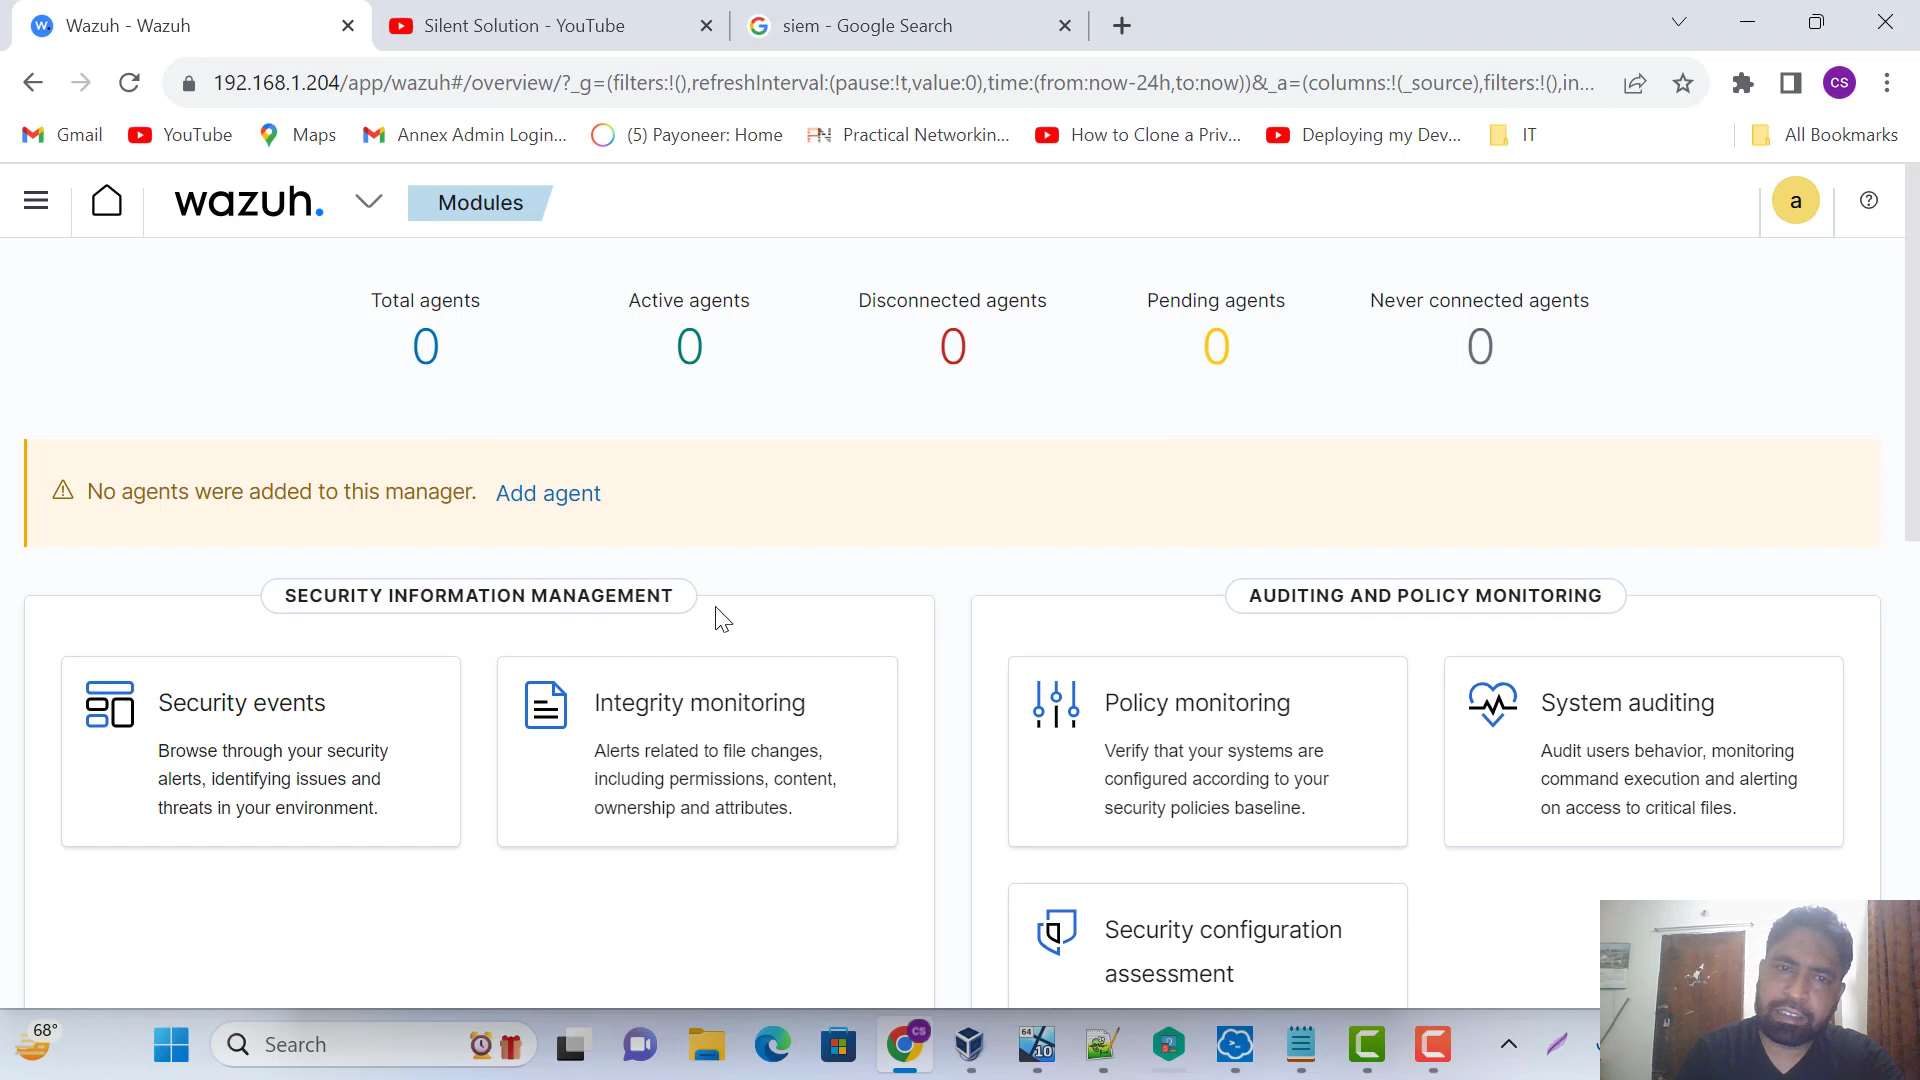 Wazuh - Wazuh
Silent Solution - YouTube
siem - Google Search
192.168.1.204/app/wazuh#/overview/?_g=(filters:!(),refreshInterval:(pause:!t,value:0),time:(from:now-24h,to:now))&_a=(columns:!(_source),filters:!(),in...
CS
Gmail
YouTube
Maps
Annex Admin Login...
(5) Payoneer: Home
Practical Networkin...
How to Clone a Priv...
Deploying my Dev...
IT
All Bookmarks
wazuh.
Modules
a
Total agents
Active agents
Disconnected agents
Pending agents
Never connected agents
0
0
0
0
0
No agents were added to this manager. Add agent
SECURITY INFORMATION MANAGEMENT
AUDITING AND POLICY MONITORING
Security events
Browse through your security
alerts, identifying issues and
threats in your environment.
Integrity monitoring
Alerts related to file changes,
including permissions, content,
ownership and attributes.
Policy monitoring
Verify that your systems are
configured according to your
security policies baseline.
System auditing
Audit users behavior, monitoring
command execution and alerting
on access to critical files.
Security configuration
assessment
68°
Search
CS
64
10